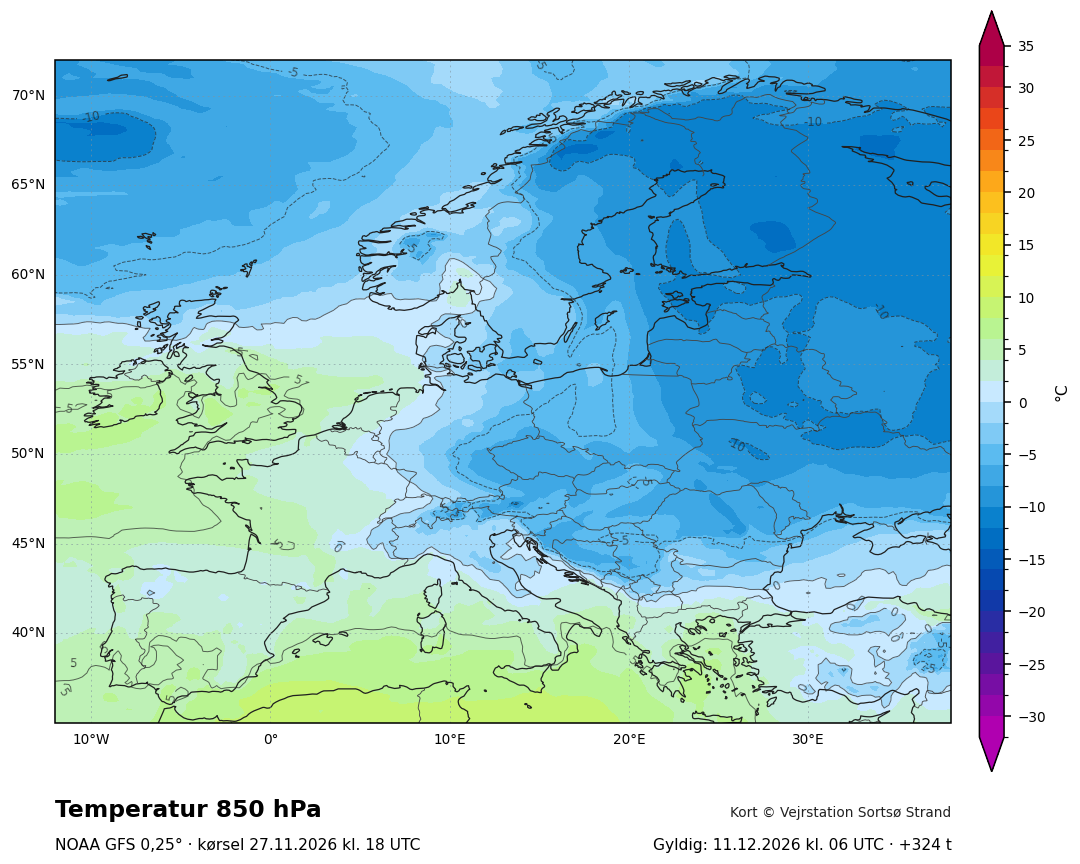 35
30
25
20
15
10
5
0
−5
−10
−15
−20
−25
−30
°C
70°N
65°N
60°N
55°N
50°N
45°N
40°N
10°W
0°
10°E
20°E
30°E
Temperatur 850 hPa
Kort © Vejrstation Sortsø Strand
NOAA GFS 0,25° · kørsel 27.11.2026 kl. 18 UTC
Gyldig: 11.12.2026 kl. 06 UTC · +324 t